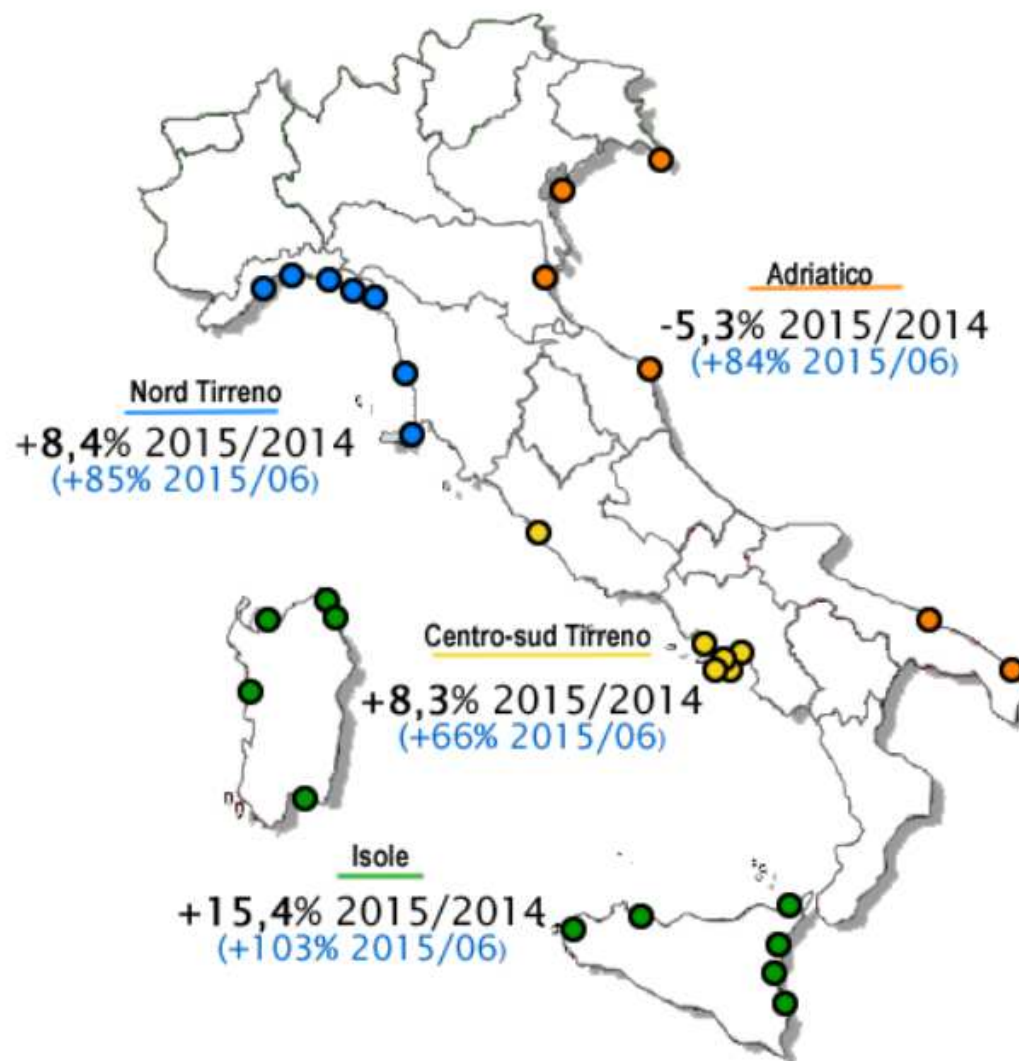 Adriatico
-5,3% 2015/2014
(+84% 2015/06)
Nord Tirreno
+8,4% 2015/2014
(+85% 2015/06)
Centro-sud Tirreno
+8,3% 2015/2014
(+66% 2015/06)
Isole
+15,4% 2015/2014
(+103% 2015/06)